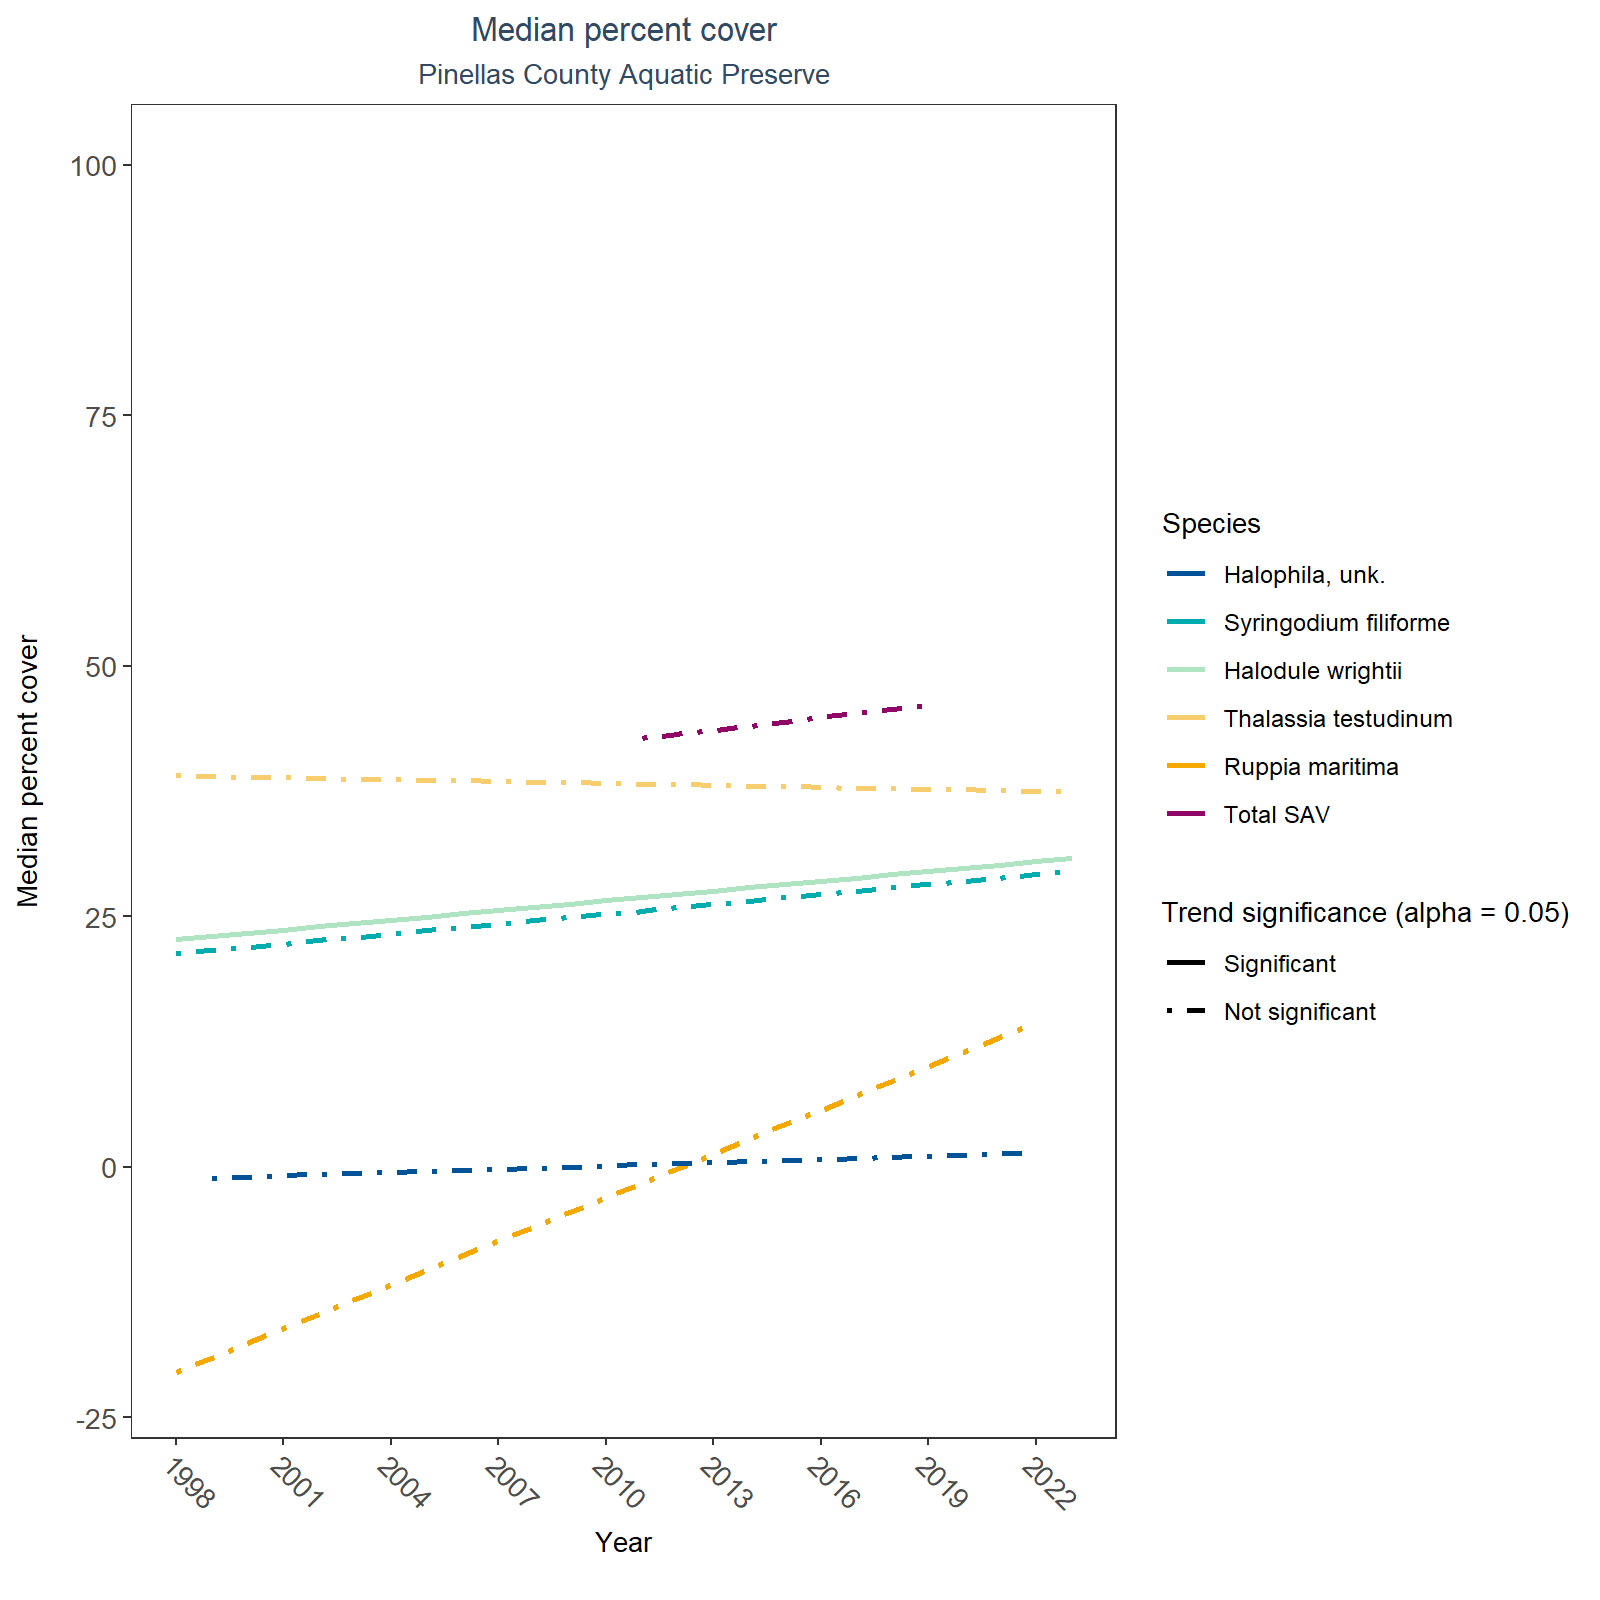 Median percent cover
Pinellas County Aquatic Preserve
Median percent cover
100
75
50
25
0
-25
1998
2001
2004
2007
2010
2013
2016
2019
2022
Year
Species
Halophila, unk.
Syringodium filiforme
Halodule wrightii
Thalassia testudinum
Ruppia maritima
Total SAV
Trend significance (alpha = 0.05)
Significant
Not significant